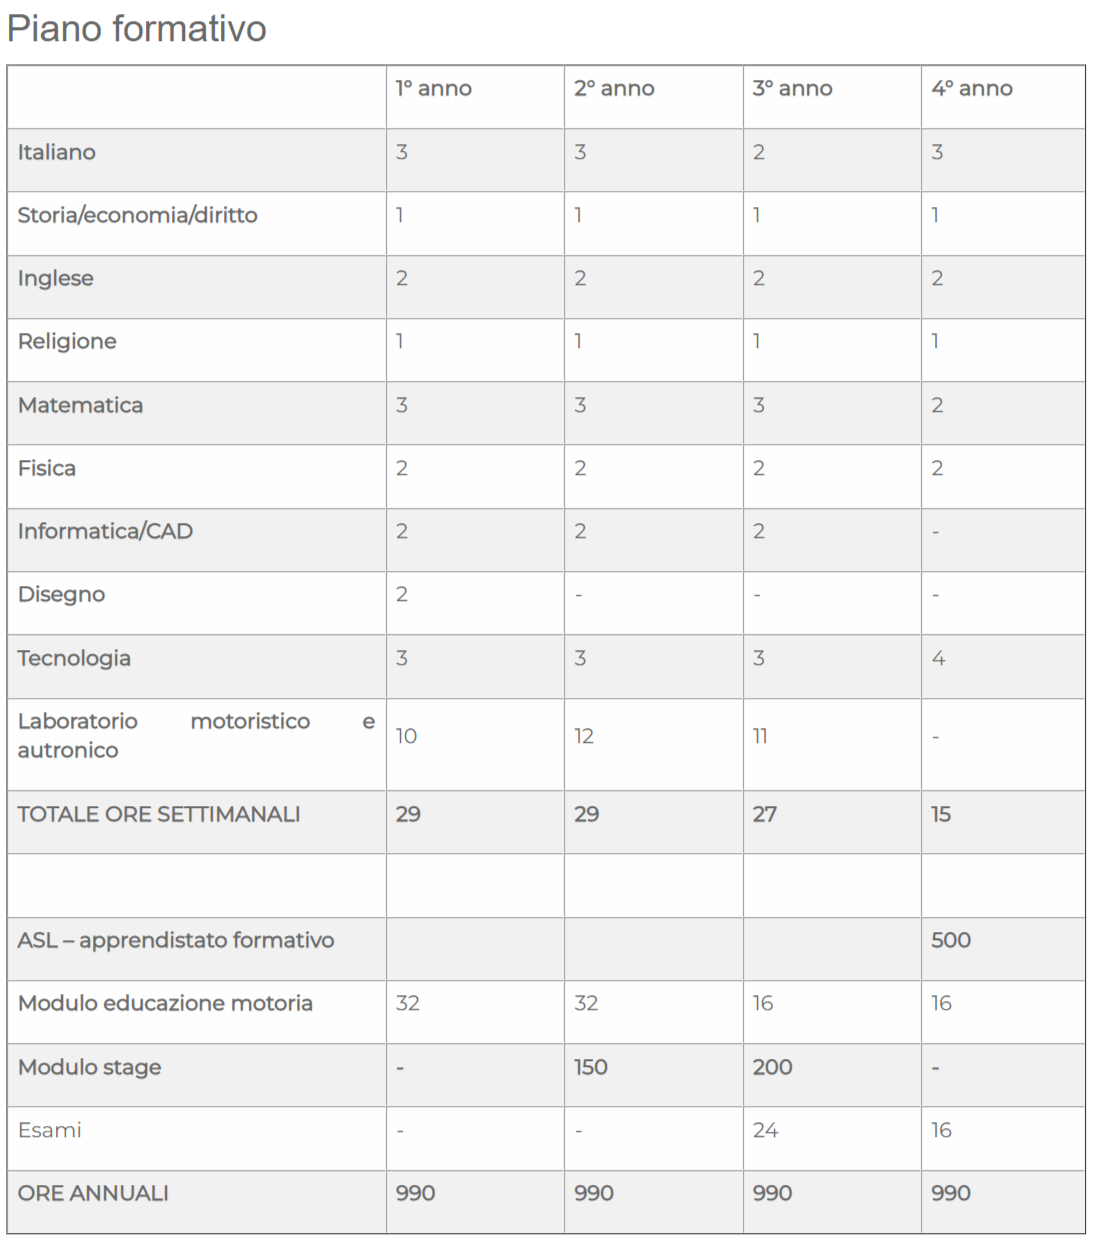 Piano formativo
1º anno 2º anno 3º anno 4º anno
Italiano 3 3 2 3
Storia/economia/diritto 1 1 1 1
Inglese 2 2 2 2
Religione 1 1 1 1
Matematica 3 3 3 2
Fisica 2 2 2 2
Informatica/CAD 2 2 2 -
Disegno 2 - - -
Tecnologia 3 3 3 4
Laboratorio motoristico e
autronico 10 12 11 -
TOTALE ORE SETTIMANALI 29 29 27 15
ASL – apprendistato formativo 500
Modulo educazione motoria 32 32 16 16
Modulo stage - 150 200 -
Esami - - 24 16
ORE ANNUALI 990 990 990 990